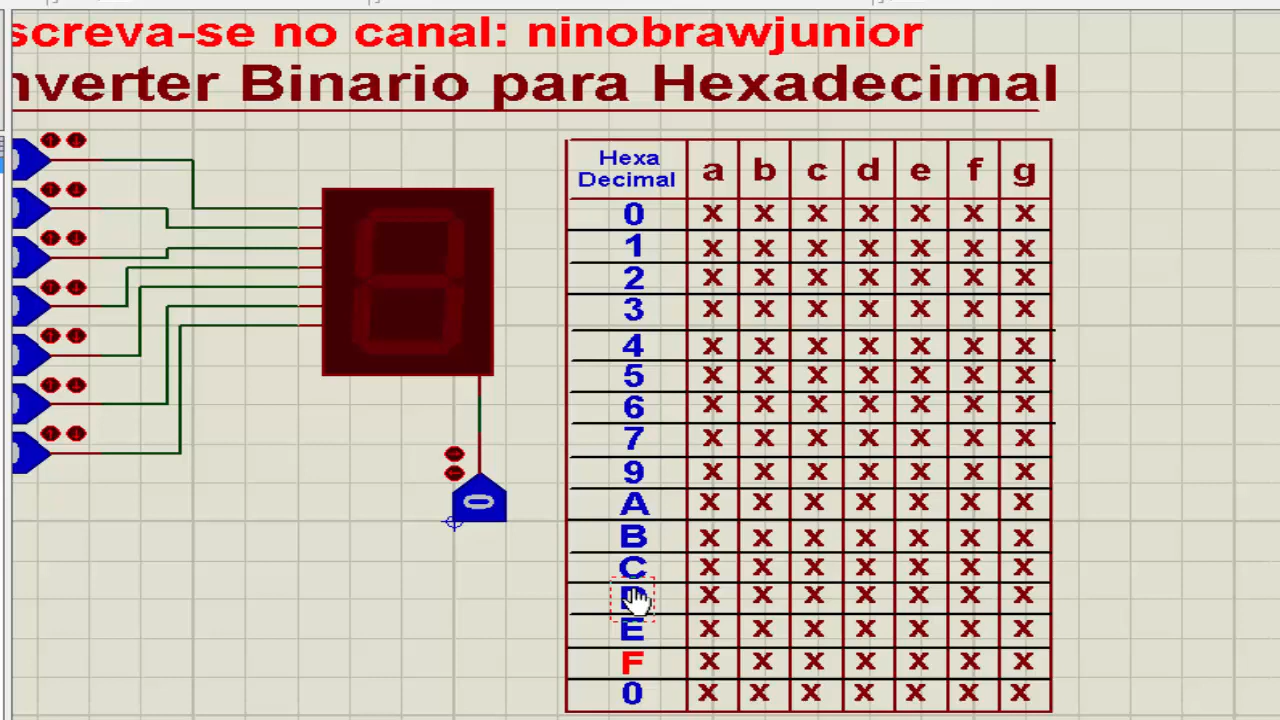 screva-se no canal: ninobrawjunior
nverter Binario para Hexadecimal
Hexa Decimal a b c d e f g
0 x x x x x x x
1 x x x x x x x
2 x x x x x x x
3 x x x x x x x
4 x x x x x x x
5 x x x x x x x
6 x x x x x x x
7 x x x x x x x
9 x x x x x x x
A x x x x x x x
B x x x x x x x
C x x x x x x x
D x x x x x x x
E x x x x x x x
F x x x x x x x
0 x x x x x x x
0